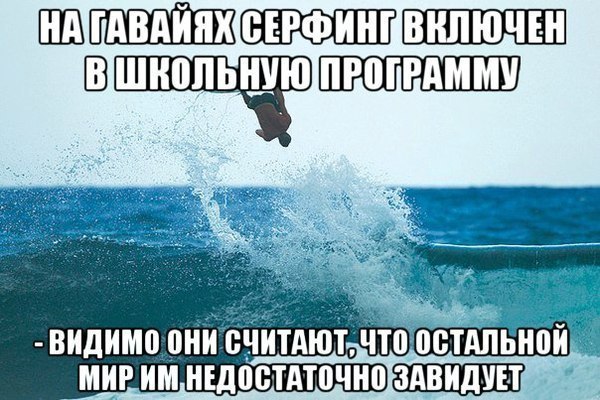 НА ГАВАЙЯХ СЕРФИНГ ВКЛЮЧЕН
В ШКОЛЬНУЮ ПРОГРАММУ
- ВИДИМО ОНИ СЧИТАЮТ, ЧТО ОСТАЛЬНОЙ
МИР ИМ НЕДОСТАТОЧНО ЗАВИДУЕТ